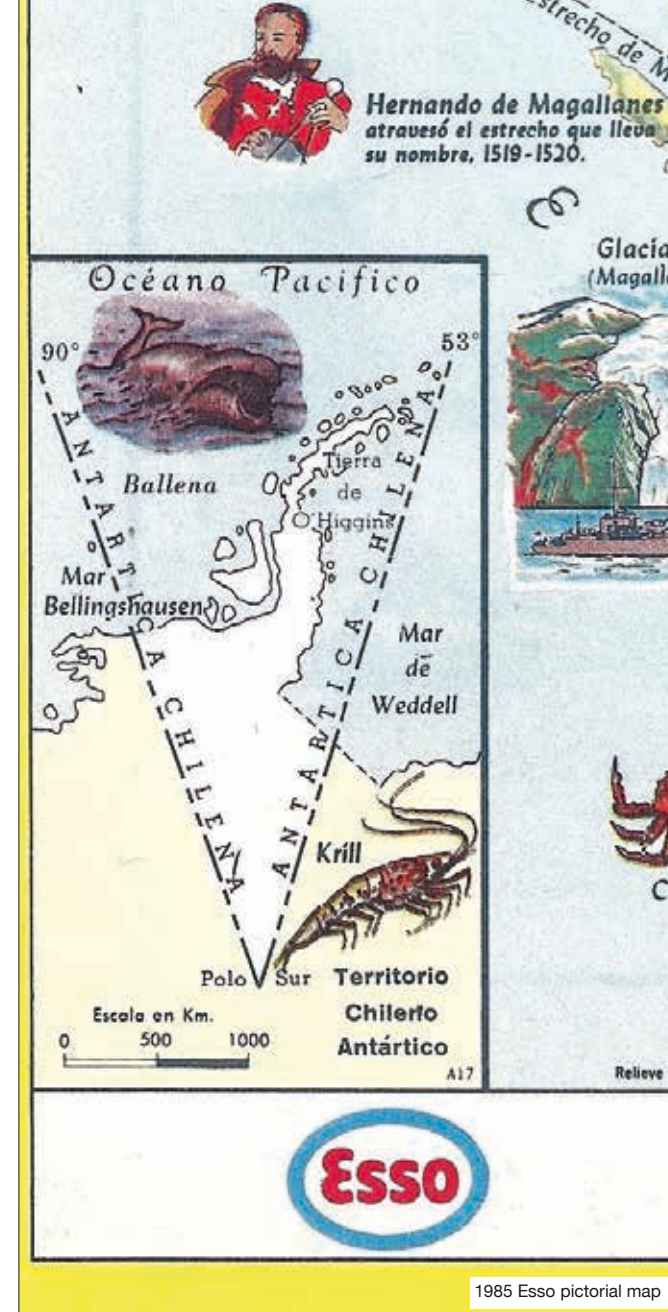 Estrecho de M
Hernando de Magallanes
atravesó el estrecho que lleva
su nombre, 1519-1520.
Glacia
(Magalla
Océano Pacifico
90°
53°
ANTARTICA CHILENA
ANTARTICA CHILENA
Ballena
Tierra
de
O'Higgins
Mar
Bellingshausen
Mar
de
Weddell
Krill
C
Polo Sur
Territorio
Chileño
Antártico
Escala en Km.
0 500 1000
A17
Relieve
Esso
1985 Esso pictorial map